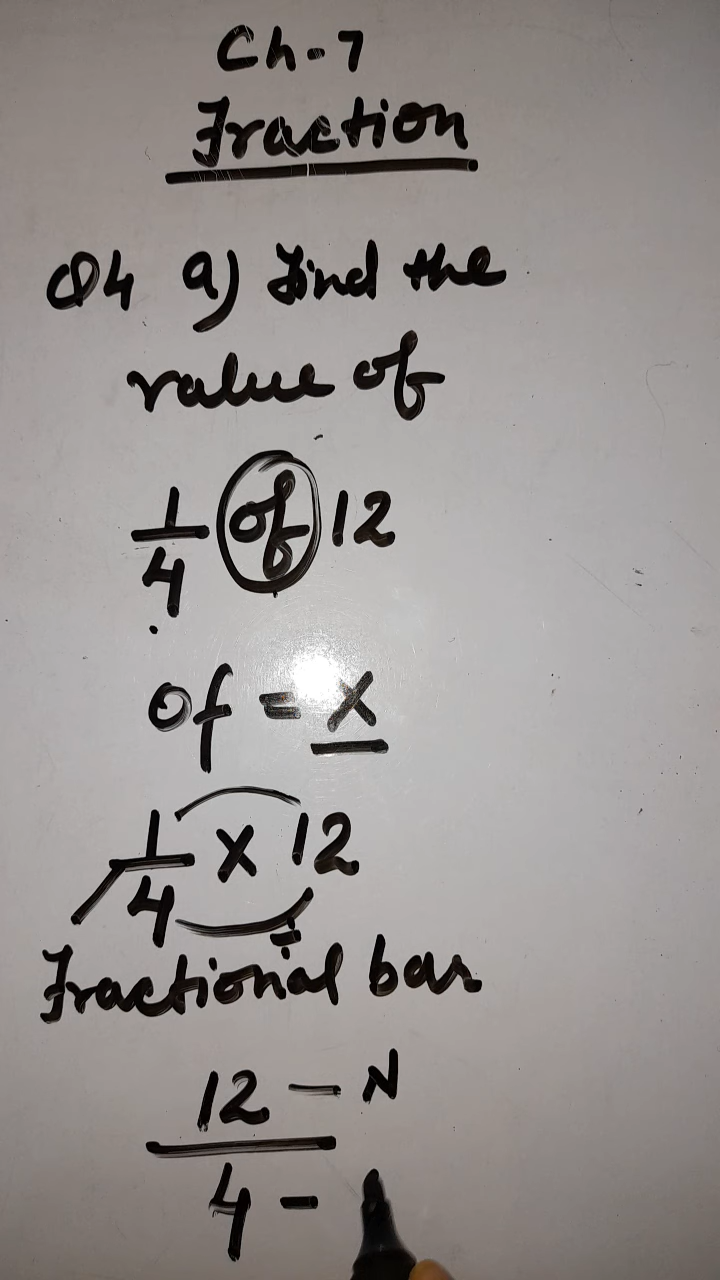 Ch-7
Fraction
Q4 a) Find the
value of
1/4 of 12
of = ×
1/4 × 12
÷
Fractional bar
12 - N
4 -